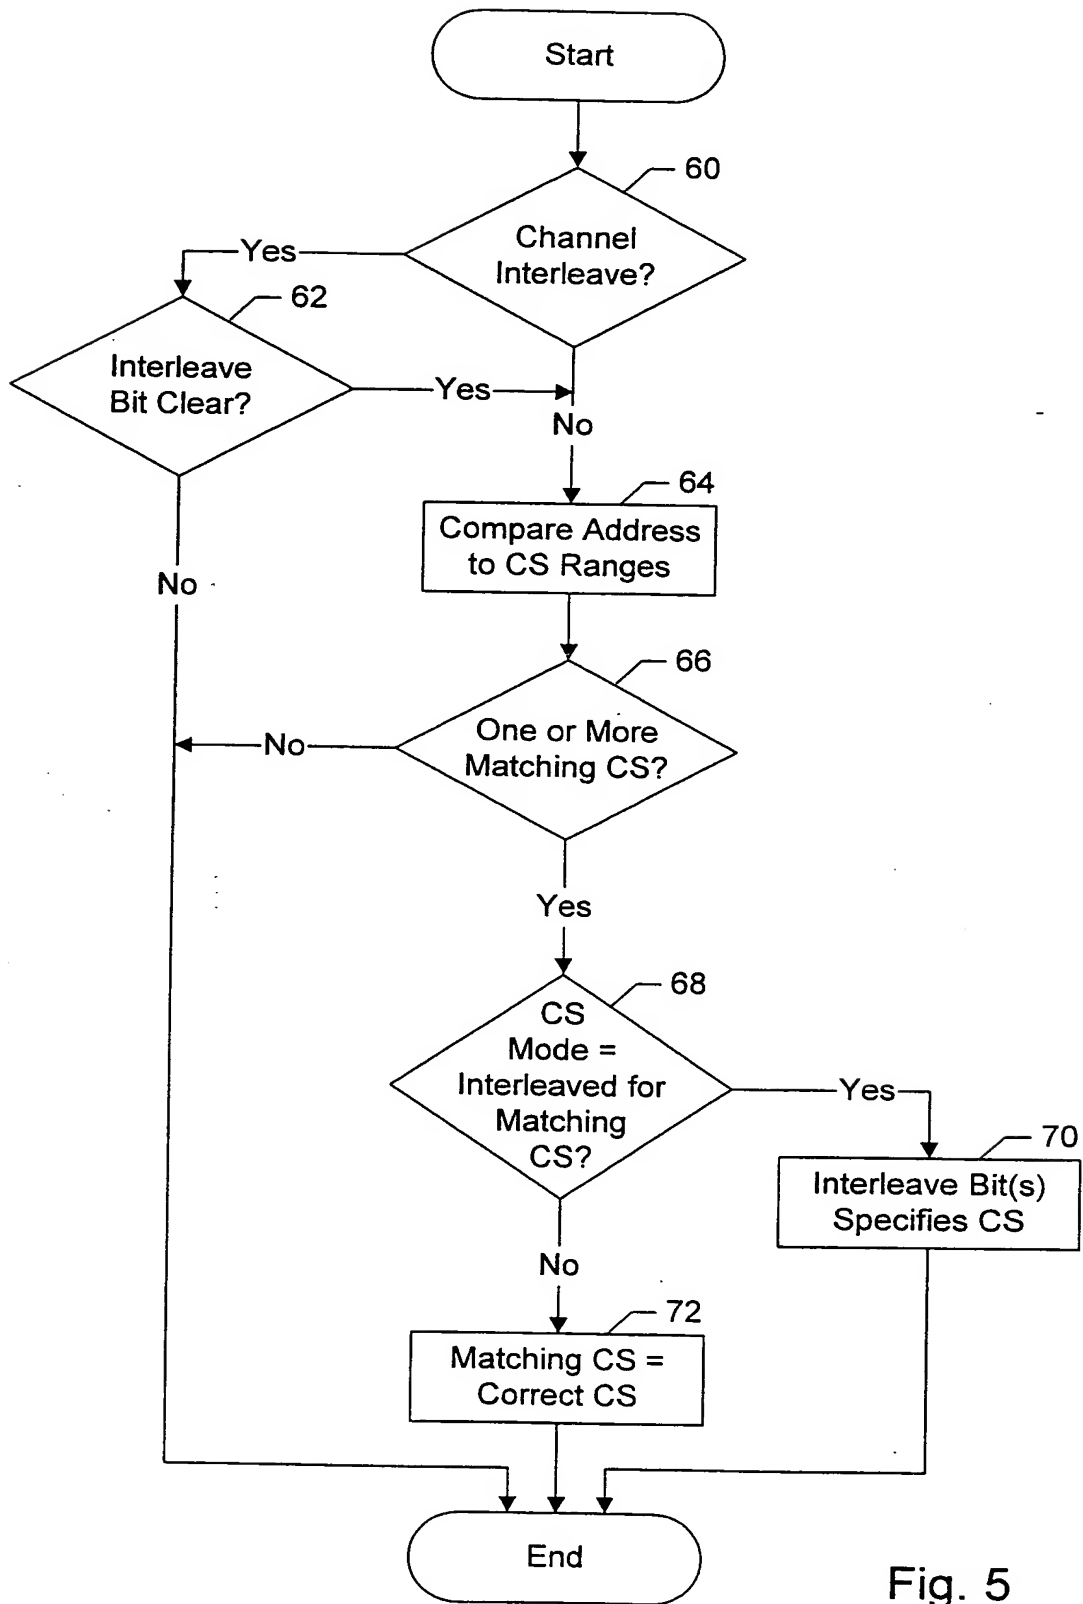 Start
60
Channel
Interleave?
Yes
62
Interleave
Bit Clear?
Yes
No
64
Compare Address
to CS Ranges
No
66
One or More
Matching CS?
No
Yes
68
CS
Mode =
Interleaved for
Matching
CS?
Yes
70
Interleave Bit(s)
Specifies CS
No
72
Matching CS =
Correct CS
End
Fig. 5